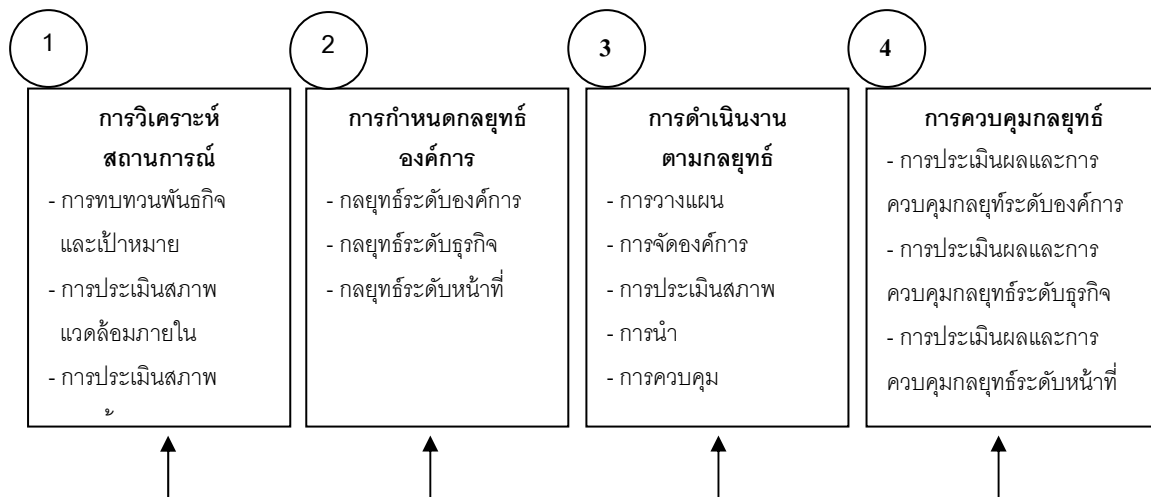 1
การวิเคราะห์
สถานการณ์
- การทบทวนพันธกิจ
และเป้าหมาย
- การประเมินสภาพ
แวดล้อมภายใน
- การประเมินสภาพ
2
การกำหนดกลยุทธ์
องค์การ
- กลยุทธ์ระดับองค์การ
- กลยุทธ์ระดับธุรกิจ
- กลยุทธ์ระดับหน้าที่
3
การดำเนินงาน
ตามกลยุทธ์
- การวางแผน
- การจัดองค์การ
- การประเมินสภาพ
- การนำ
- การควบคุม
4
การควบคุมกลยุทธ์
- การประเมินผลและการ
ควบคุมกลยุท์ระดับองค์การ
- การประเมินผลและการ
ควบคุมกลยุทธ์ระดับธุรกิจ
- การประเมินผลและการ
ควบคุมกลยุทธ์ระดับหน้าที่